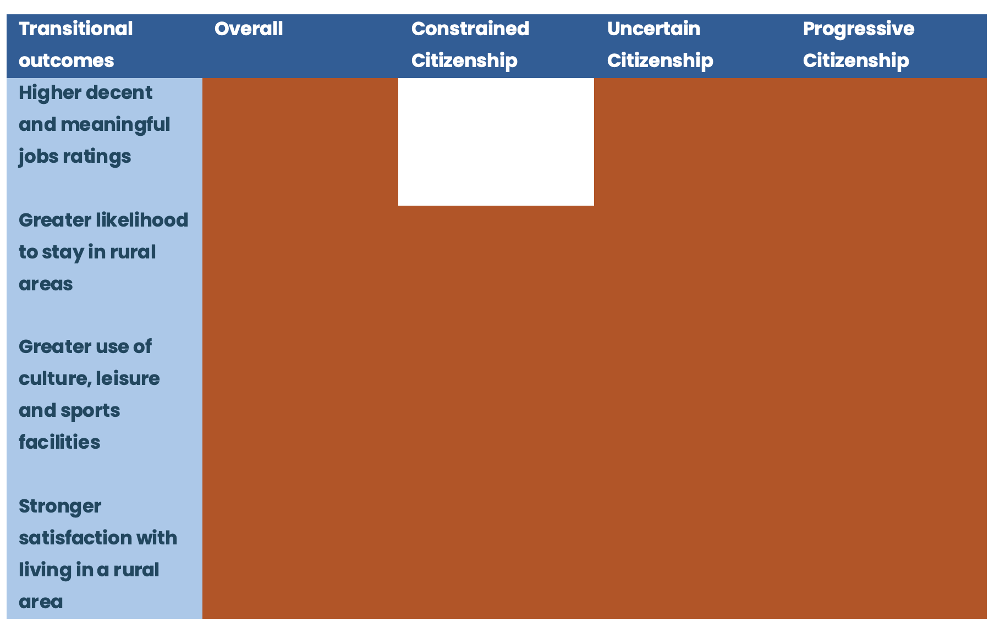 Transitional
outcomes
Overall
Constrained
Citizenship
Uncertain
Citizenship
Progressive
Citizenship
Higher decent
and meaningful
jobs ratings
Greater likelihood
to stay in rural
areas
Greater use of
culture, leisure
and sports
facilities
Stronger
satisfaction with
living in a rural
area